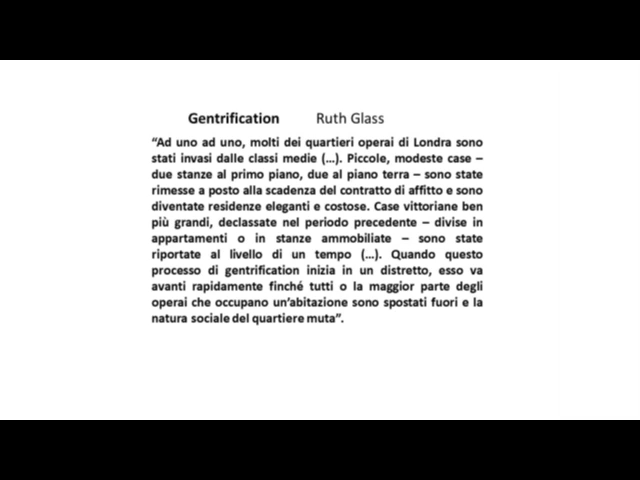 Gentrification Ruth Glass
“Ad uno ad uno, molti dei quartieri operai di Londra sono
stati invasi dalle classi medie (…). Piccole, modeste case –
due stanze al primo piano, due al piano terra – sono state
rimesse a posto alla scadenza del contratto di affitto e sono
diventate residenze eleganti e costose. Case vittoriane ben
più grandi, declassate nel periodo precedente – divise in
appartamenti o in stanze ammobiliate – sono state
riportate al livello di un tempo (…). Quando questo
processo di gentrification inizia in un distretto, esso va
avanti rapidamente finché tutti o la maggior parte degli
operai che occupano un’abitazione sono spostati fuori e la
natura sociale del quartiere muta”.